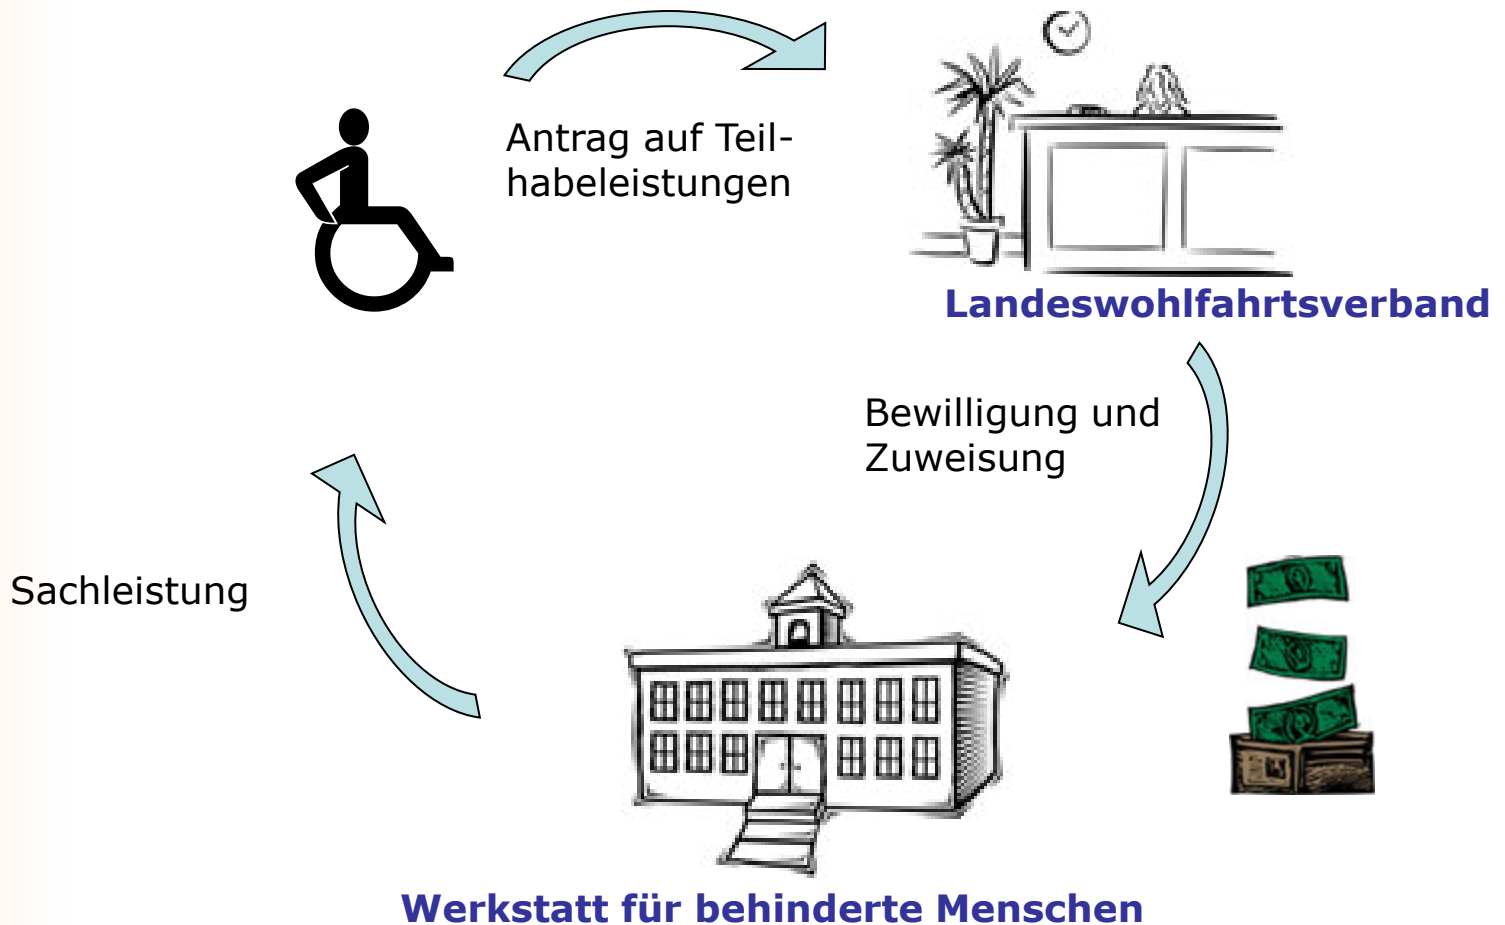 Antrag auf Teil-
habeleistungen
Landeswohlfahrtsverband
Bewilligung und
Zuweisung
Sachleistung
Werkstatt für behinderte Menschen